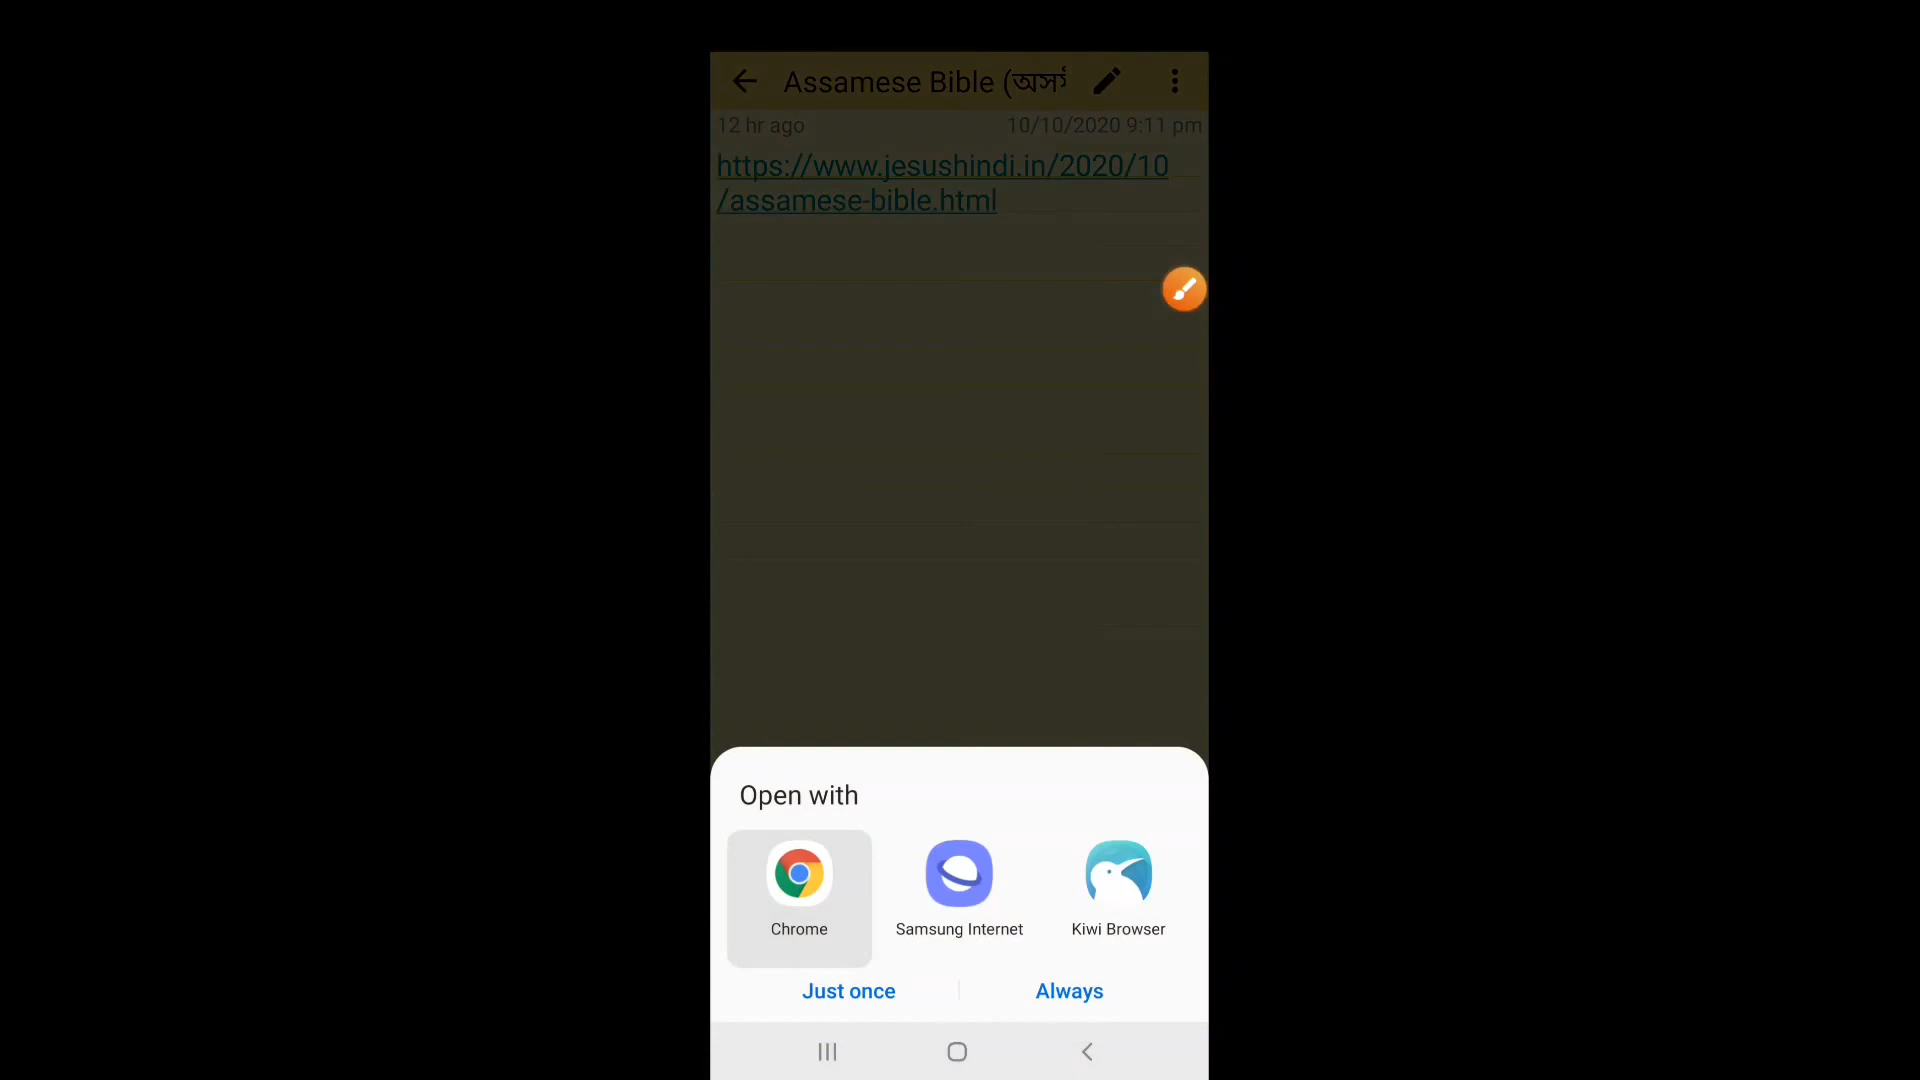 Assamese Bible (
12 hr ago
10/10/2020 9:11 pm
https://www.jesushindi.in/2020/10
/assamese-bible.html
Open with
Chrome
Samsung Internet
Kiwi Browser
Just once
Always